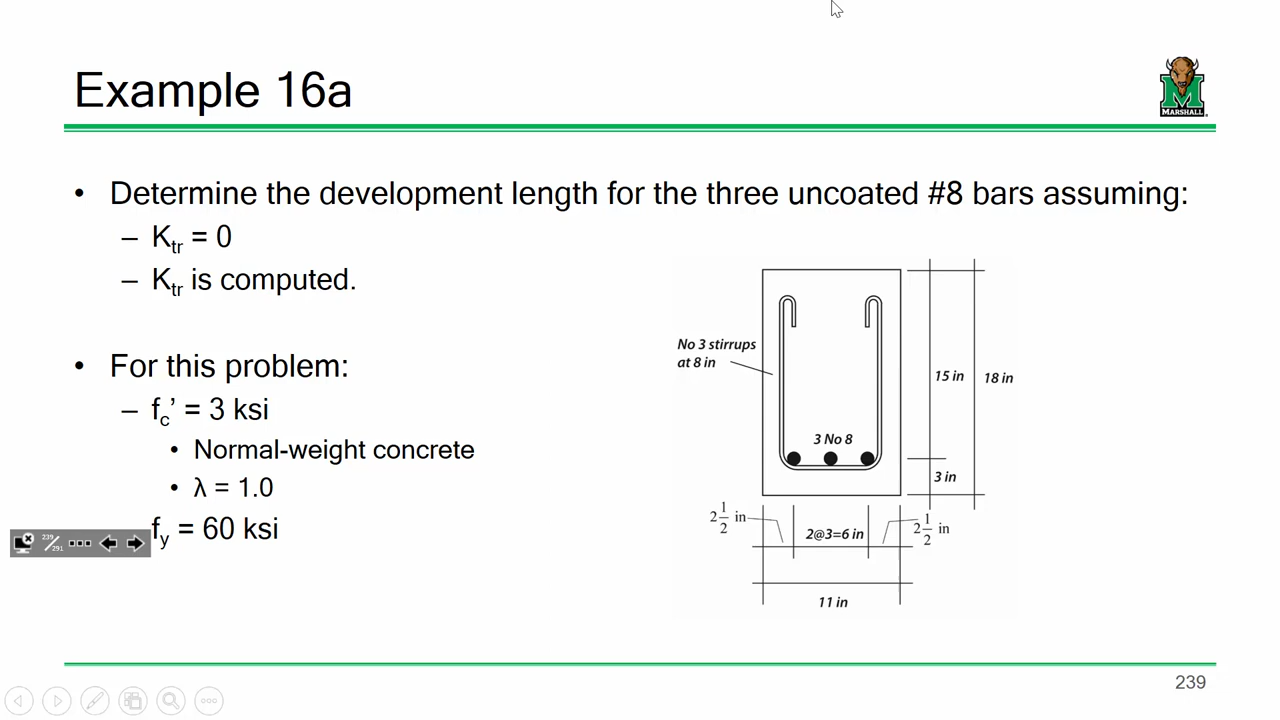 Example 16a
MARSHALL
• Determine the development length for the three uncoated #8 bars assuming:
– Ktr = 0
– Ktr is computed.
• For this problem:
– fc’ = 3 ksi
• Normal-weight concrete
• λ = 1.0
fy = 60 ksi
No 3 stirrups
at 8 in
3 No 8
15 in
18 in
3 in
2 1/2 in
2@3=6 in
2 1/2 in
11 in
239/291
239